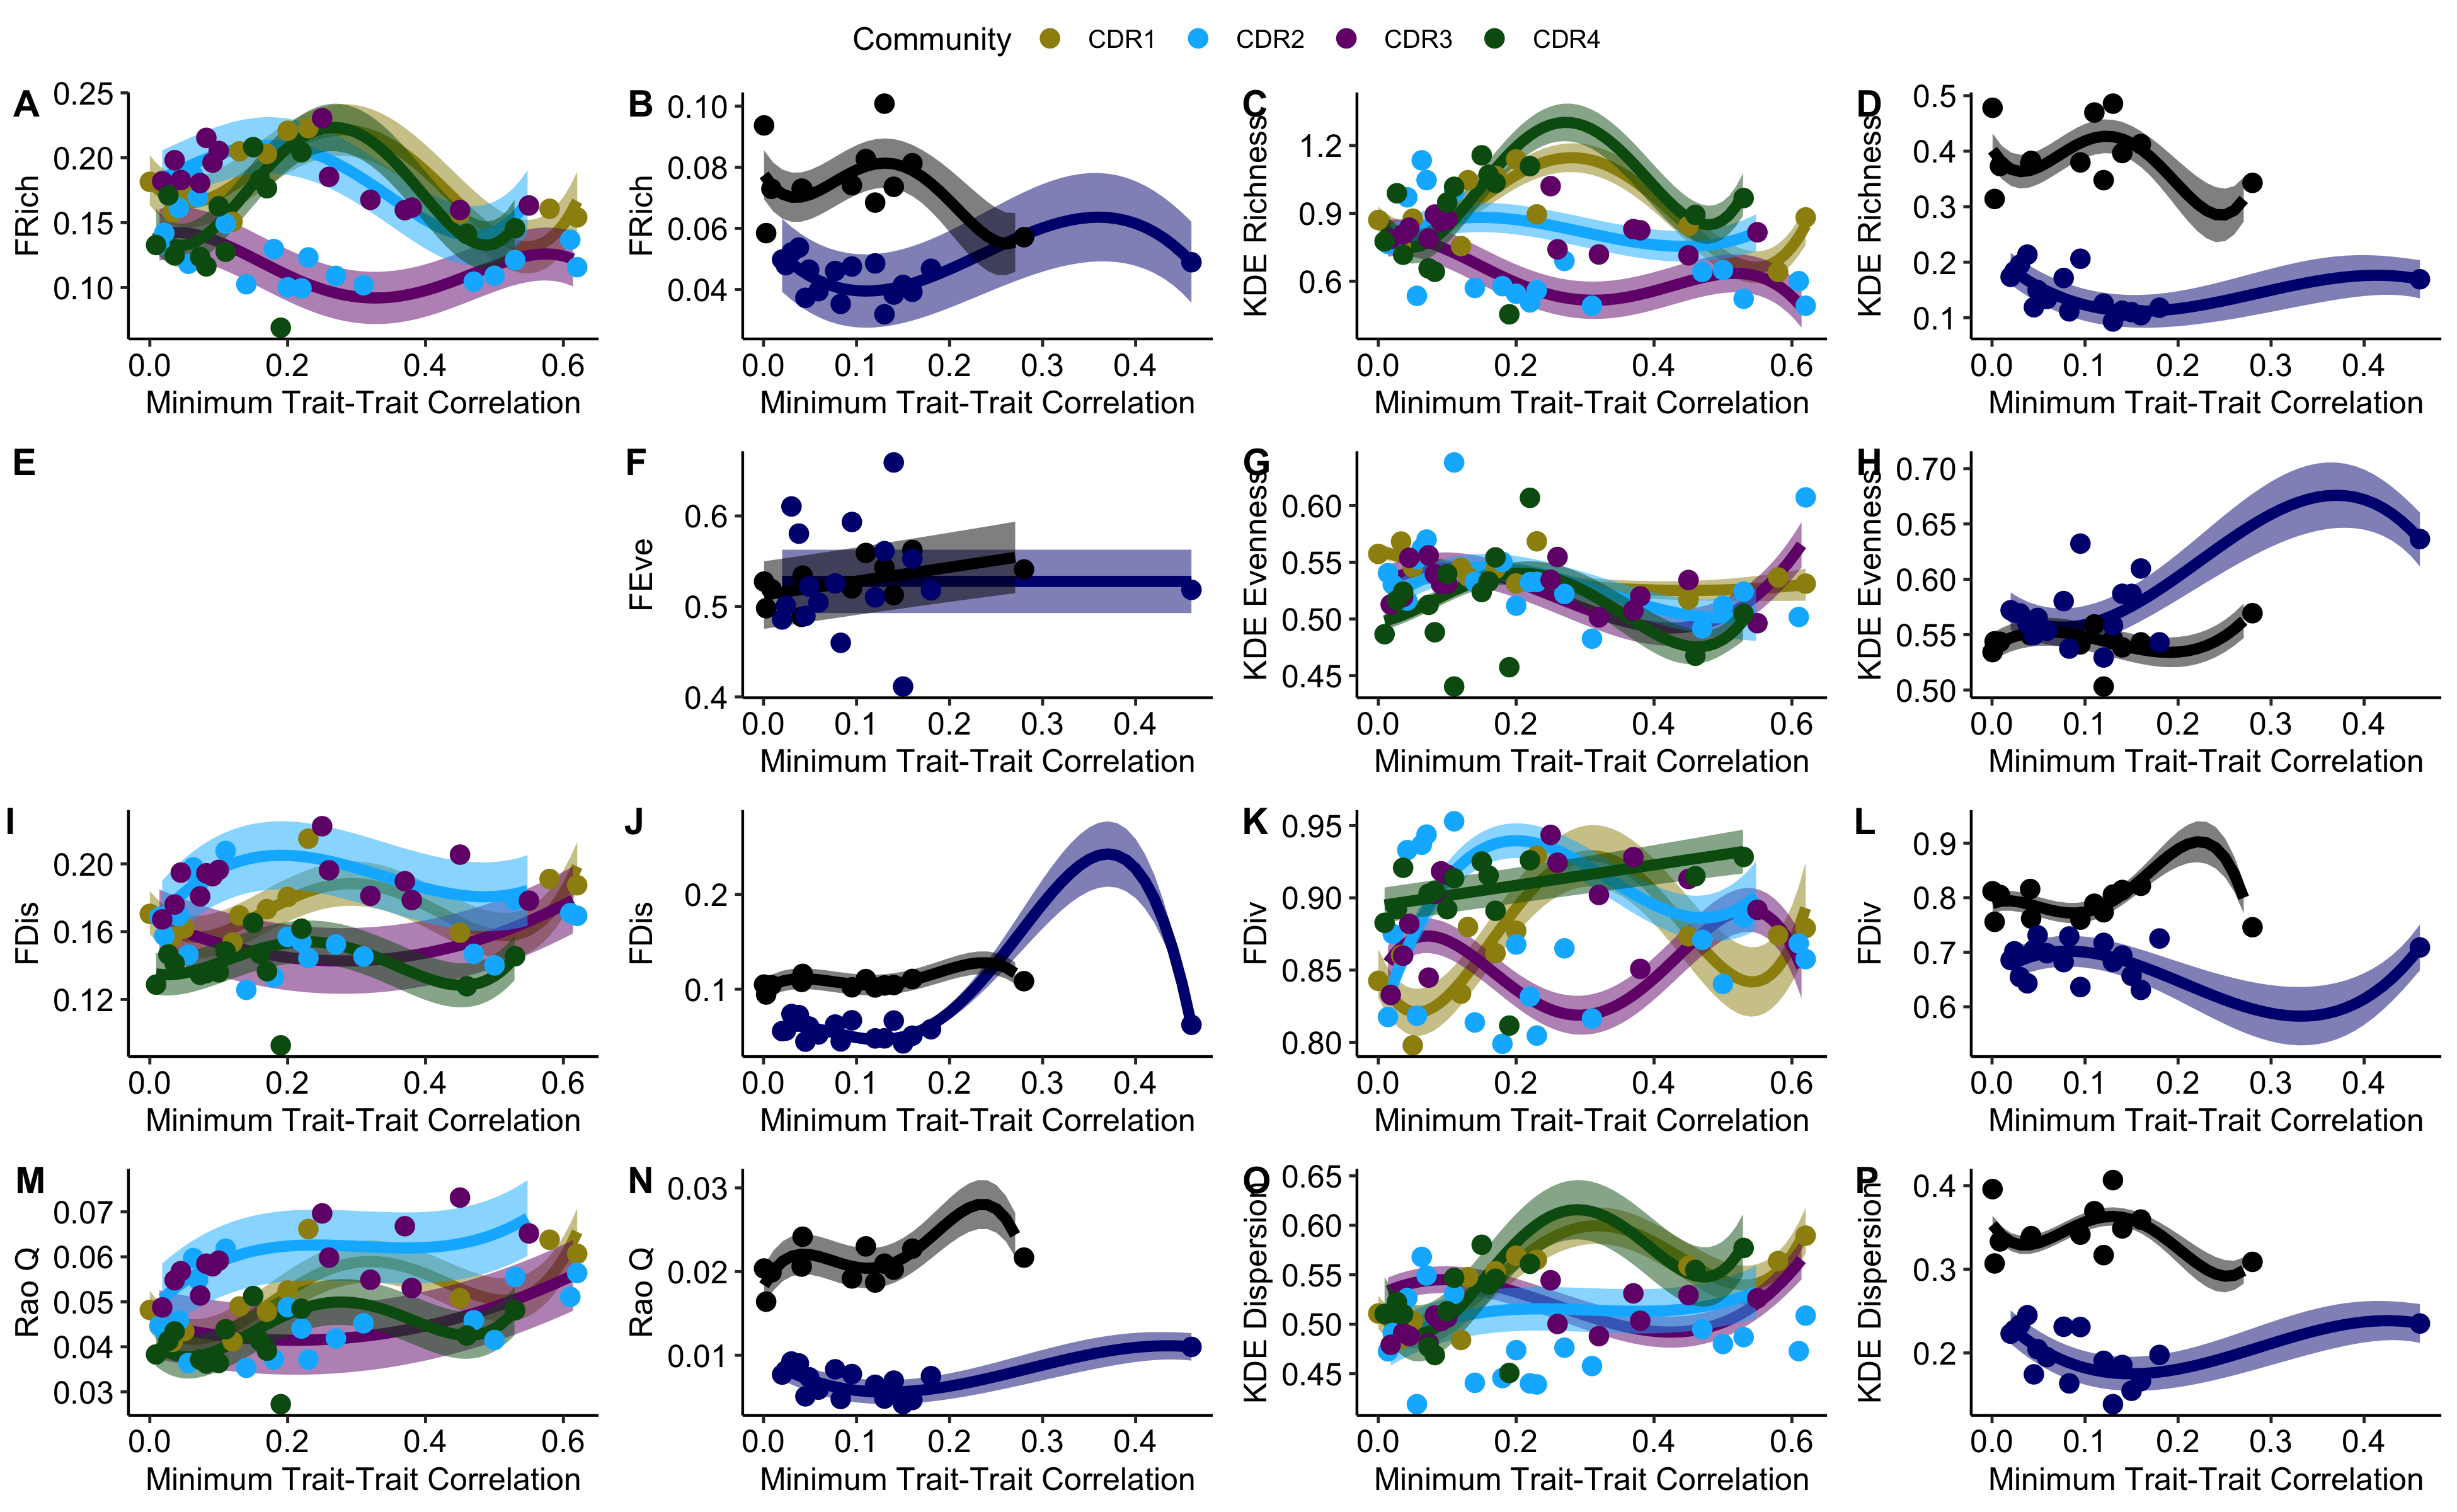 Community CDR1 CDR2 CDR3 CDR4
A
0.25
0.20
0.15
0.10
FRich
0.0 0.2 0.4 0.6
Minimum Trait-Trait Correlation
B
0.10
0.08
0.06
0.04
FRich
0.0 0.1 0.2 0.3 0.4
Minimum Trait-Trait Correlation
C
1.2
0.9
0.6
KDE Richness
0.0 0.2 0.4 0.6
Minimum Trait-Trait Correlation
D
0.5
0.4
0.3
0.2
0.1
KDE Richness
0.0 0.1 0.2 0.3 0.4
Minimum Trait-Trait Correlation
E
F
0.6
0.5
0.4
FEve
0.0 0.1 0.2 0.3 0.4
Minimum Trait-Trait Correlation
G
0.60
0.55
0.50
0.45
KDE Evenness
0.0 0.2 0.4 0.6
Minimum Trait-Trait Correlation
H
0.70
0.65
0.60
0.55
0.50
KDE Evenness
0.0 0.1 0.2 0.3 0.4
Minimum Trait-Trait Correlation
I
0.20
0.16
0.12
FDis
0.0 0.2 0.4 0.6
Minimum Trait-Trait Correlation
J
0.2
0.1
FDis
0.0 0.1 0.2 0.3 0.4
Minimum Trait-Trait Correlation
K
0.95
0.90
0.85
0.80
FDiv
0.0 0.2 0.4 0.6
Minimum Trait-Trait Correlation
L
0.9
0.8
0.7
0.6
FDiv
0.0 0.1 0.2 0.3 0.4
Minimum Trait-Trait Correlation
M
0.07
0.06
0.05
0.04
0.03
Rao Q
0.0 0.2 0.4 0.6
Minimum Trait-Trait Correlation
N
0.03
0.02
0.01
Rao Q
0.0 0.1 0.2 0.3 0.4
Minimum Trait-Trait Correlation
O
0.65
0.60
0.55
0.50
0.45
KDE Dispersion
0.0 0.2 0.4 0.6
Minimum Trait-Trait Correlation
P
0.4
0.3
0.2
KDE Dispersion
0.0 0.1 0.2 0.3 0.4
Minimum Trait-Trait Correlation